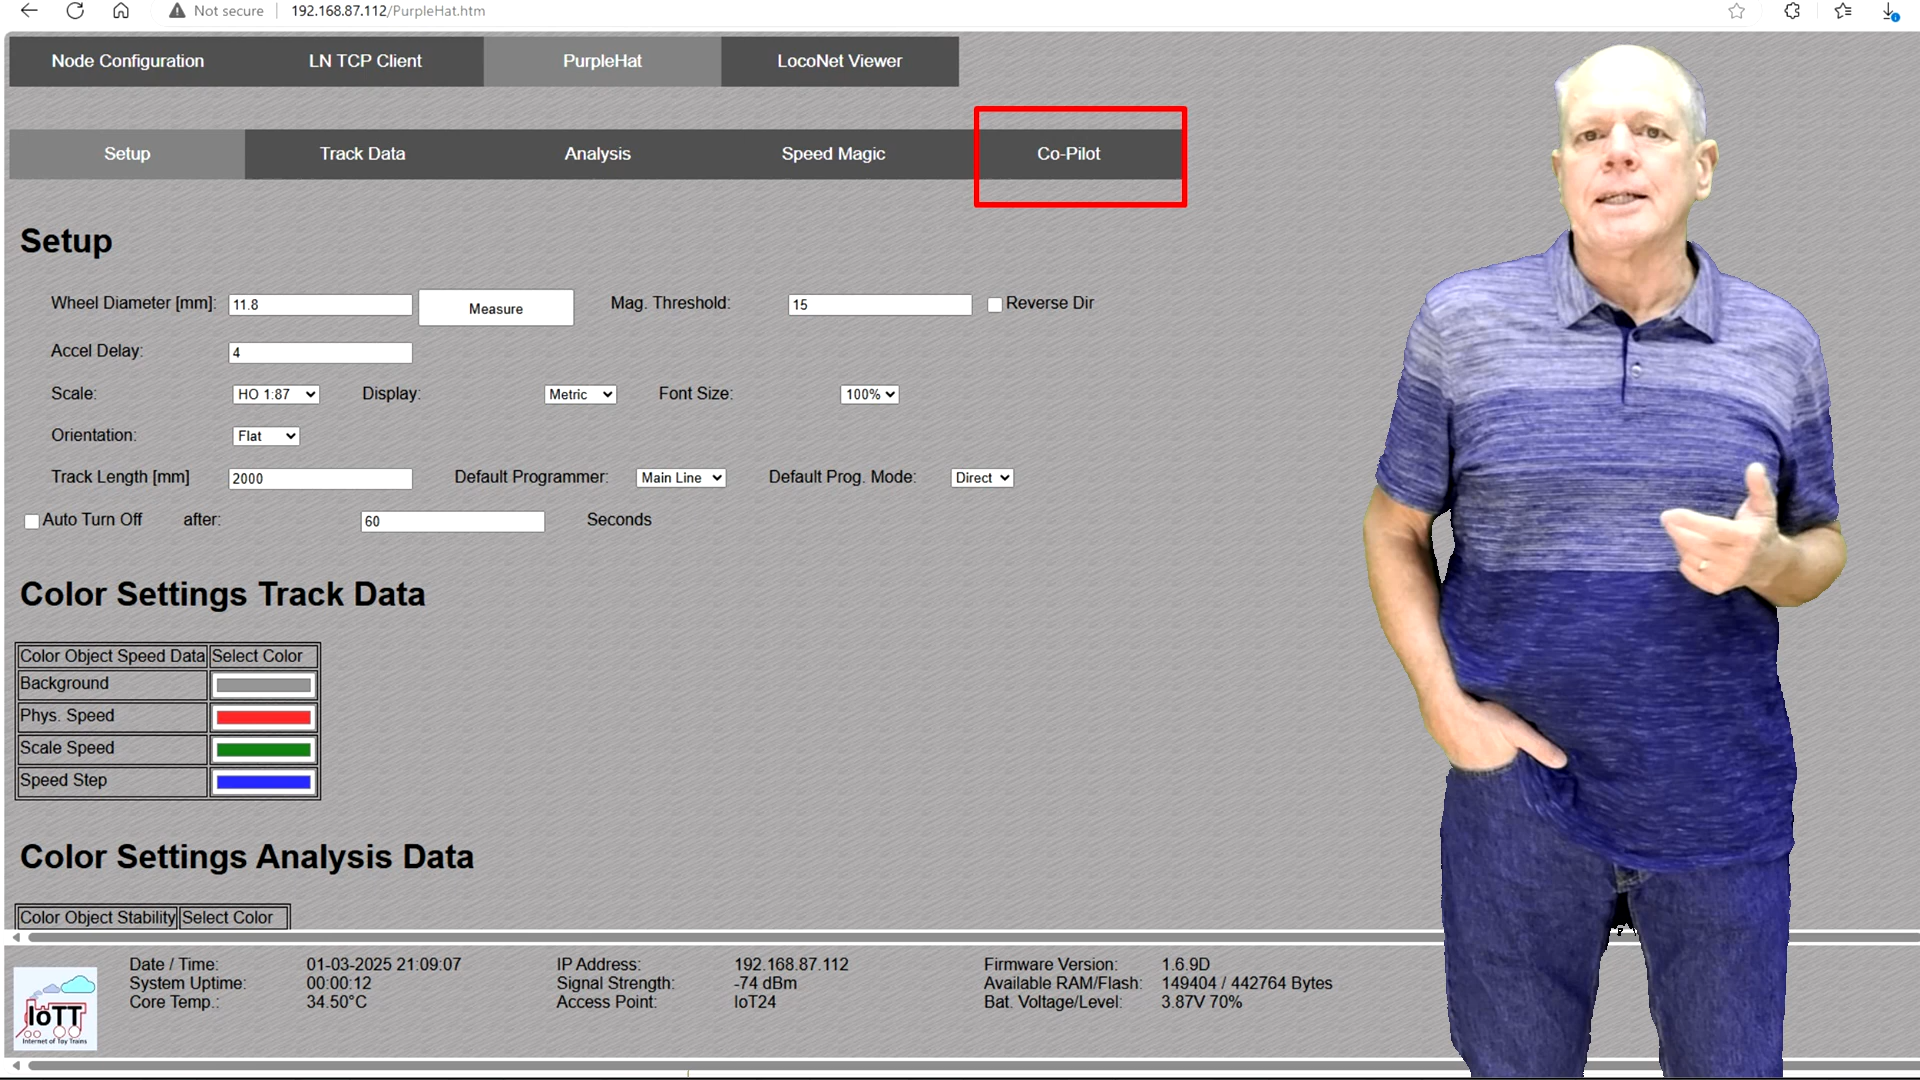 Not secure 192.168.87.112/PurpleHat.htm
Node Configuration LN TCP Client PurpleHat LocoNet Viewer
Setup Track Data Analysis Speed Magic Co-Pilot
Setup
Wheel Diameter [mm]: 11.8 Measure Mag. Threshold: 15 Reverse Dir
Accel Delay: 4
Scale: HO 1:87 Display: Metric Font Size: 100%
Orientation: Flat
Track Length [mm] 2000 Default Programmer: Main Line Default Prog. Mode: Direct
Auto Turn Off after: 60 Seconds
Color Settings Track Data
Color Object Speed Data Select Color
Background
Phys. Speed
Scale Speed
Speed Step
Color Settings Analysis Data
Color Object Stability Select Color
Date / Time: 01-03-2025 21:09:07 IP Address: 192.168.87.112 Firmware Version: 1.6.9D
System Uptime: 00:00:12 Signal Strength: -74 dBm Available RAM/Flash: 149404 / 442764 Bytes
Core Temp.: 34.50°C Access Point: IoT24 Bat. Voltage/Level: 3.87V 70%
IoTT
Internet of Toy Trains